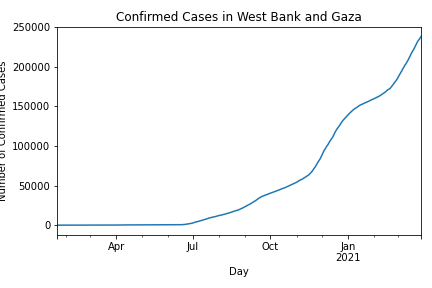 Confirmed Cases in West Bank and Gaza
Number of Confirmed Cases
250000
200000
150000
100000
50000
0
Apr
Jul
Oct
Jan
2021
Day